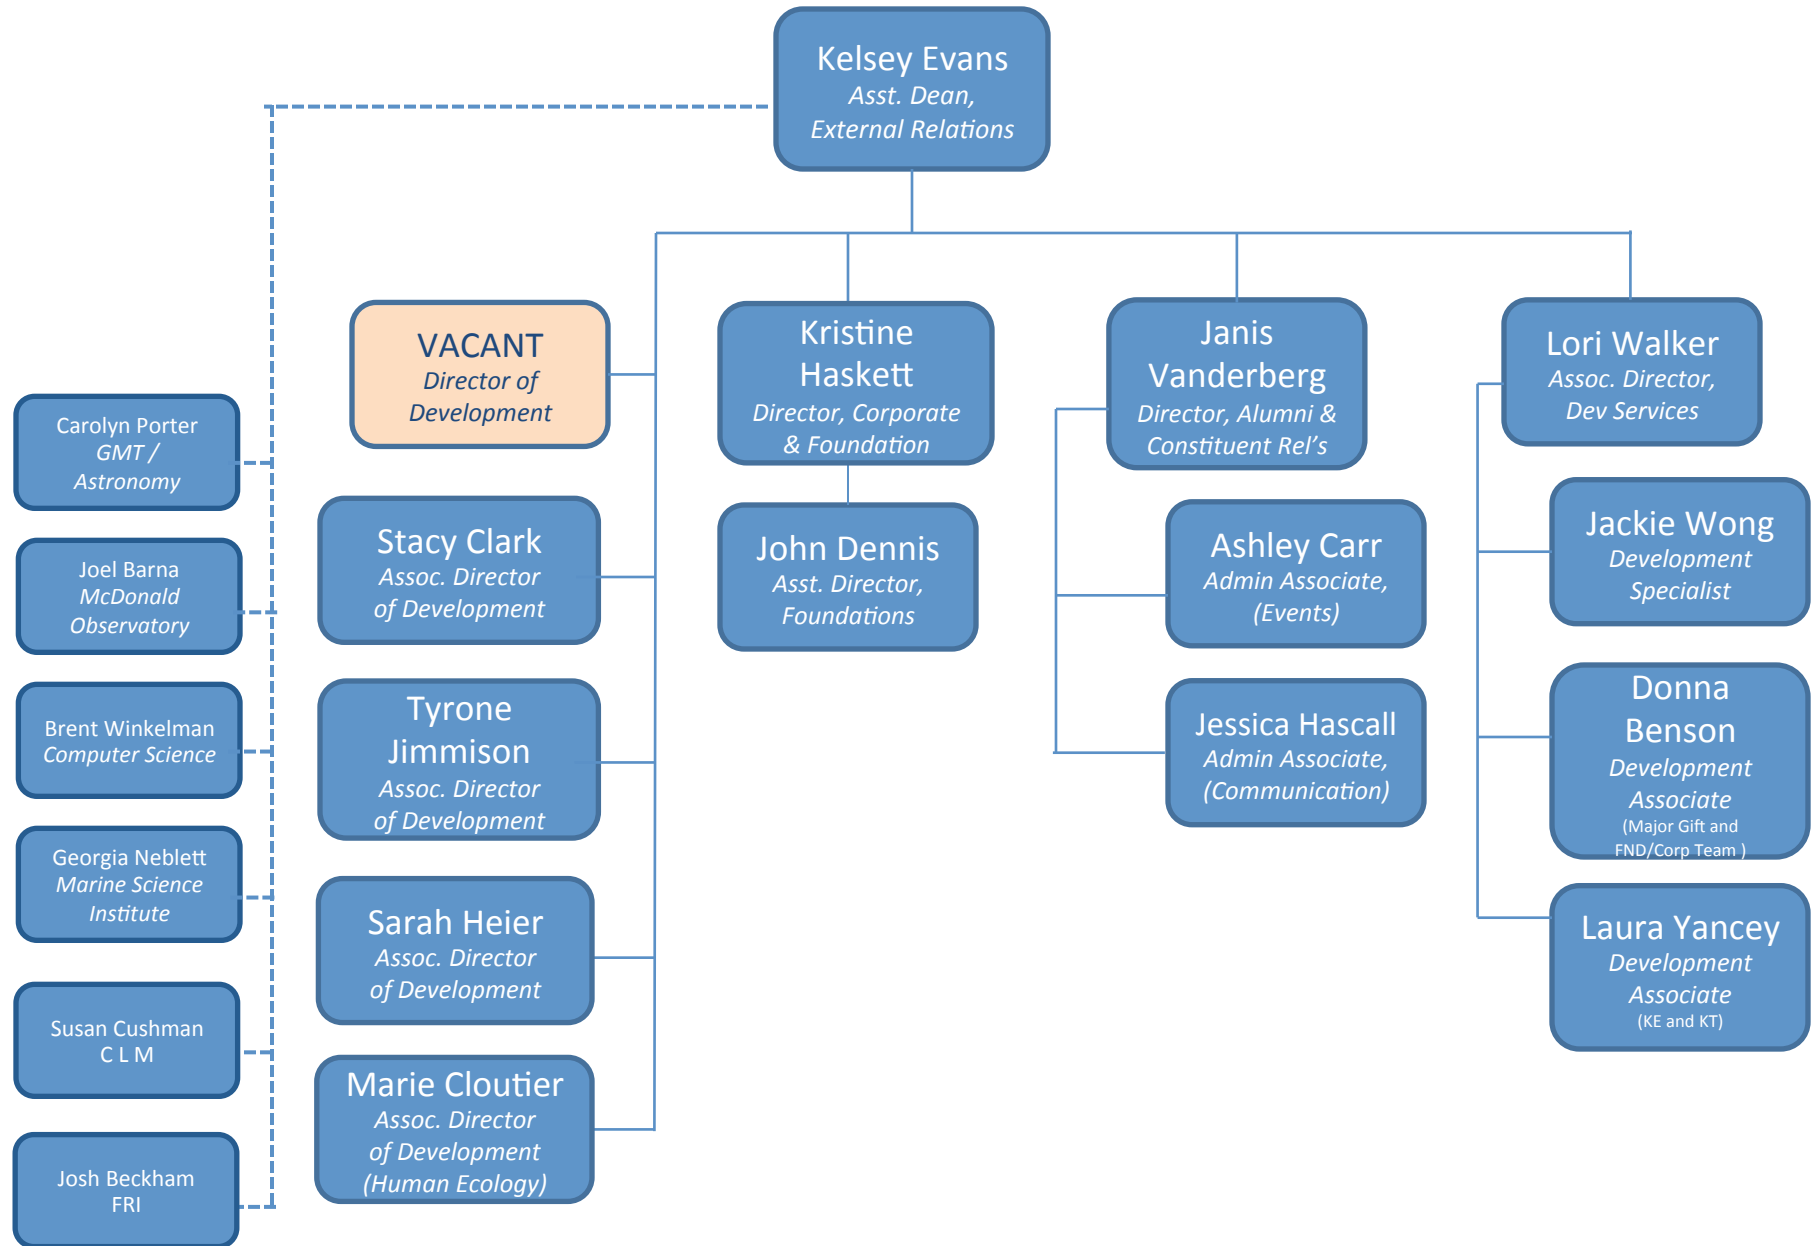 Kelsey Evans
Asst. Dean,
External Relations
VACANT
Director of
Development
Stacy Clark
Assoc. Director
of Development
Tyrone
Jimmison
Assoc. Director
of Development
Sarah Heier
Assoc. Director
of Development
Marie Cloutier
Assoc. Director
of Development
(Human Ecology)
Kristine
Haskett
Director, Corporate
& Foundation
John Dennis
Asst. Director,
Foundations
Janis
Vanderberg
Director, Alumni &
Constituent Rel's
Ashley Carr
Admin Associate,
(Events)
Jessica Hascall
Admin Associate,
(Communication)
Lori Walker
Assoc. Director,
Dev Services
Jackie Wong
Development
Specialist
Donna
Benson
Development
Associate
(Major Gift and
FND/Corp Team )
Laura Yancey
Development
Associate
(KE and KT)
Carolyn Porter
GMT /
Astronomy
Joel Barna
McDonald
Observatory
Brent Winkelman
Computer Science
Georgia Neblett
Marine Science
Institute
Susan Cushman
C L M
Josh Beckham
FRI